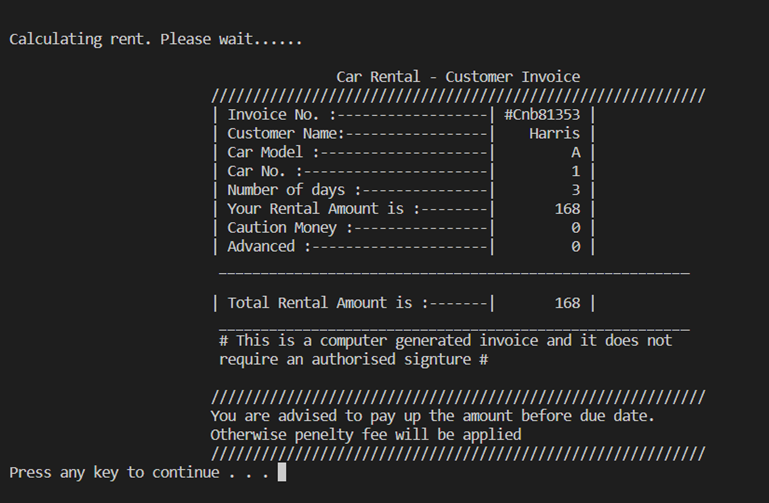 Calculating rent. Please wait......
Car Rental - Customer Invoice
///////////////////////////////////////////////////////////
| Invoice No. :------------------| #Cnb81353 |
| Customer Name:-----------------| Harris |
| Car Model :--------------------| A |
| Car No. :----------------------| 1 |
| Number of days :---------------| 3 |
| Your Rental Amount is :--------| 168 |
| Caution Money :----------------| 0 |
| Advanced :---------------------| 0 |
________________________________________________________
| Total Rental Amount is :-------| 168 |
________________________________________________________
# This is a computer generated invoice and it does not
require an authorised signture #
///////////////////////////////////////////////////////////
You are advised to pay up the amount before due date.
Otherwise penelty fee will be applied
///////////////////////////////////////////////////////////
Press any key to continue . . .